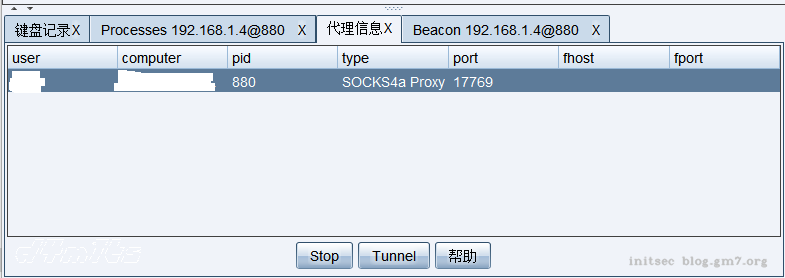 键盘记录X Processes 192.168.1.4@880 X 代理信息X Beacon 192.168.1.4@880 X
user computer pid type port fhost fport
880 SOCKS4a Proxy 17769
Stop Tunnel 帮助
initsec blog.gm7.org